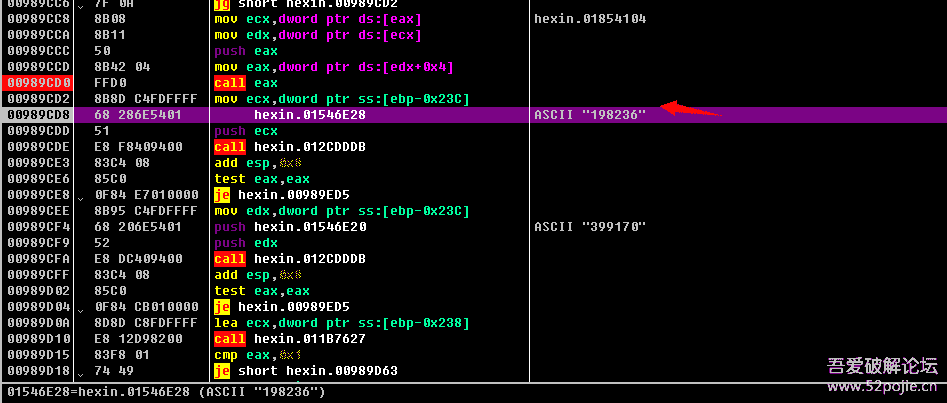 00989CC6 7F 0A jg short hexin.00989CD2
00989CC8 8B08 mov ecx,dword ptr ds:[eax] hexin.01854104
00989CCA 8B11 mov edx,dword ptr ds:[ecx]
00989CCC 50 push eax
00989CCD 8B42 04 mov eax,dword ptr ds:[edx+0x4]
00989CD0 FFD0 call eax
00989CD2 8B8D C4FDFFFF mov ecx,dword ptr ss:[ebp-0x23C]
00989CD8 68 286E5401 hexin.01546E28 ASCII "198236"
00989CDD 51 push ecx
00989CDE E8 F8409400 call hexin.012CDDDB
00989CE3 83C4 08 add esp,0x8
00989CE6 85C0 test eax,eax
00989CE8 0F84 E7010000 je hexin.00989ED5
00989CEE 8B95 C4FDFFFF mov edx,dword ptr ss:[ebp-0x23C]
00989CF4 68 206E5401 push hexin.01546E20 ASCII "399170"
00989CF9 52 push edx
00989CFA E8 DC409400 call hexin.012CDDDB
00989CFF 83C4 08 add esp,0x8
00989D02 85C0 test eax,eax
00989D04 0F84 CB010000 je hexin.00989ED5
00989D0A 8D8D C8FDFFFF lea ecx,dword ptr ss:[ebp-0x238]
00989D10 E8 12D98200 call hexin.011B7627
00989D15 83F8 01 cmp eax,0x1
00989D18 74 49 je short hexin.00989D63
吾爱破解论坛
www.52pojie.cn
01546E28=hexin.01546E28 (ASCII "198236")